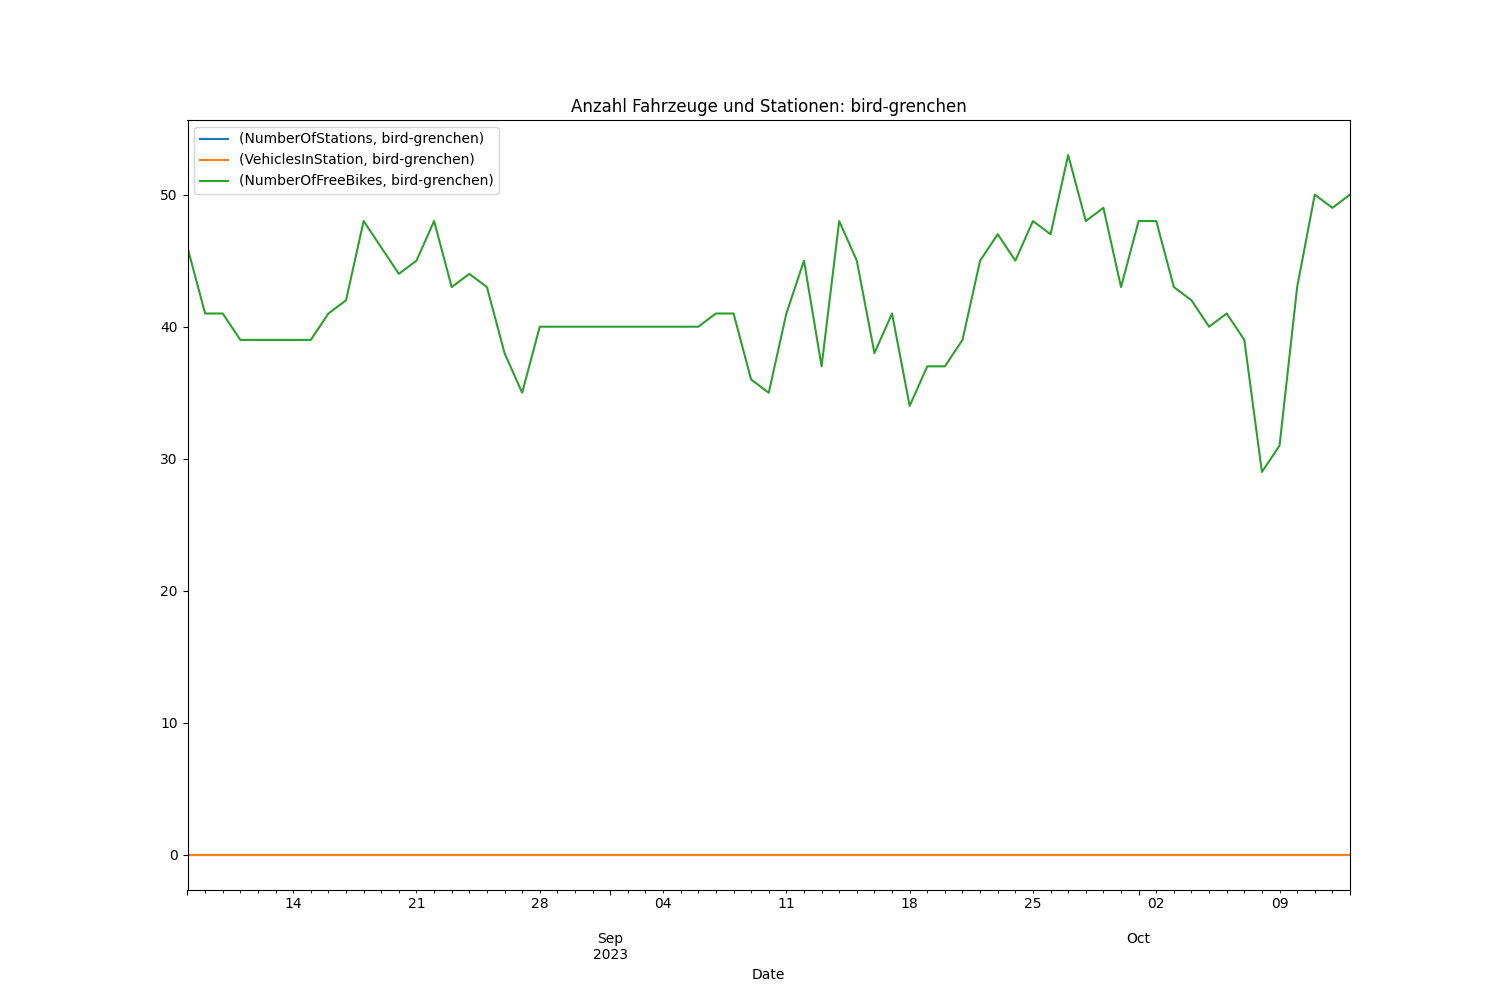 Anzahl Fahrzeuge und Stationen: bird-grenchen
(NumberOfStations, bird-grenchen)
(VehiclesInStation, bird-grenchen)
(NumberOfFreeBikes, bird-grenchen)
50
40
30
20
10
0
14 21 28 04 11 18 25 02 09
Sep Oct
2023
Date